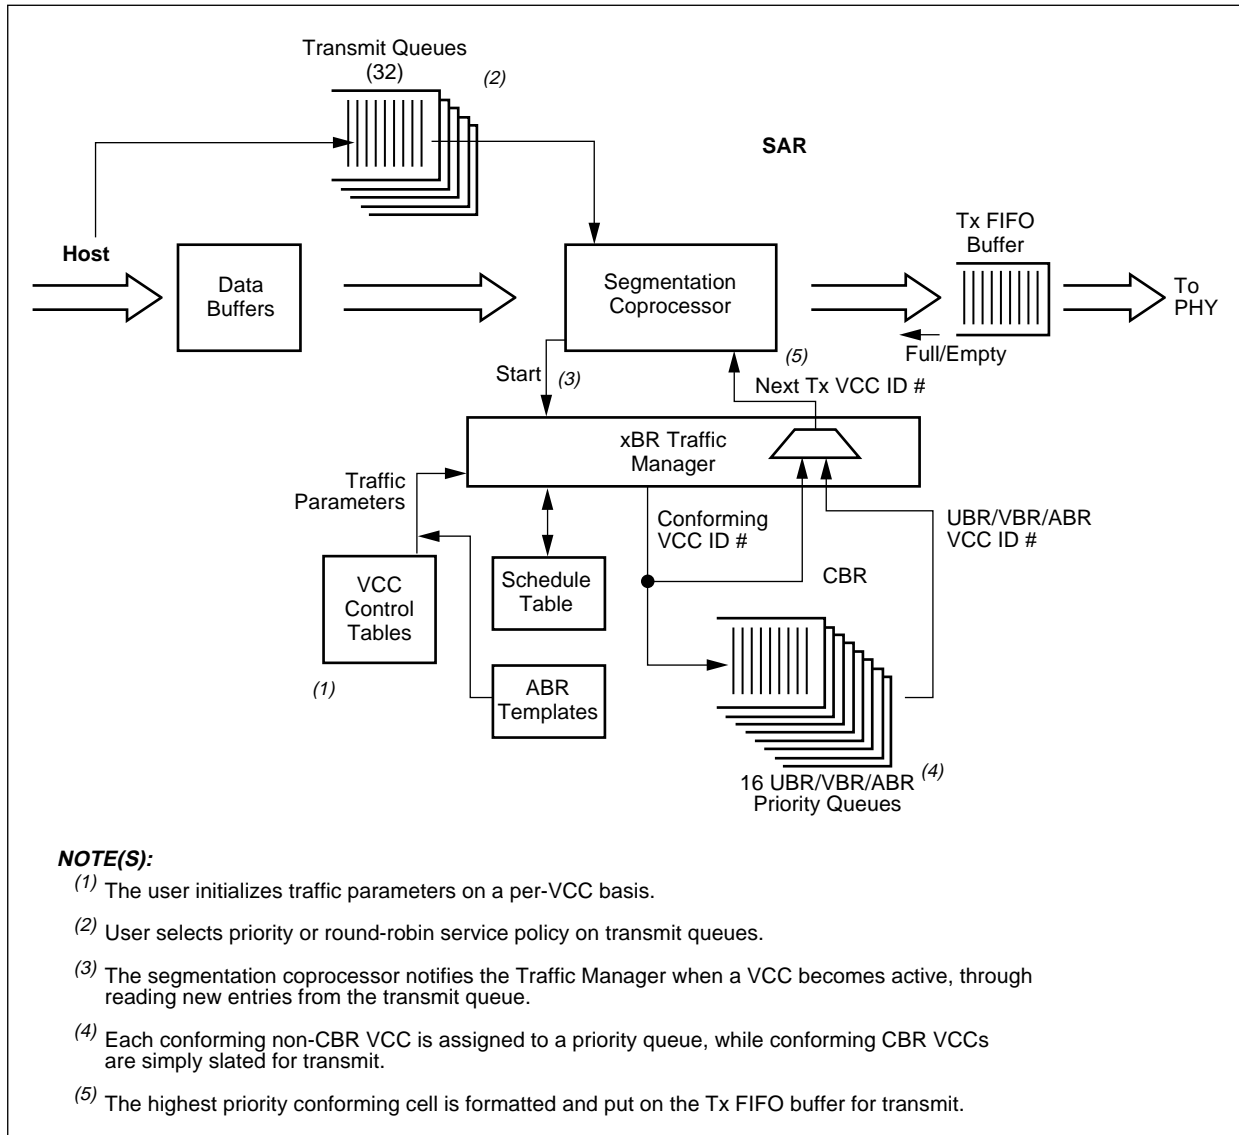 Transmit Queues
(32)
(2)
SAR
Host
Data
Buffers
Segmentation
Coprocessor
Tx FIFO
Buffer
To
PHY
Full/Empty
(5)
Start
(3)
Next Tx VCC ID #
xBR Traffic
Manager
Traffic
Parameters
Conforming
VCC ID #
UBR/VBR/ABR
VCC ID #
CBR
VCC
Control
Tables
Schedule
Table
(1)
ABR
Templates
(4)
16 UBR/VBR/ABR
Priority Queues
NOTE(S):
(1) The user initializes traffic parameters on a per-VCC basis.
(2) User selects priority or round-robin service policy on transmit queues.
(3) The segmentation coprocessor notifies the Traffic Manager when a VCC becomes active, through
reading new entries from the transmit queue.
(4) Each conforming non-CBR VCC is assigned to a priority queue, while conforming CBR VCCs
are simply slated for transmit.
(5) The highest priority conforming cell is formatted and put on the Tx FIFO buffer for transmit.